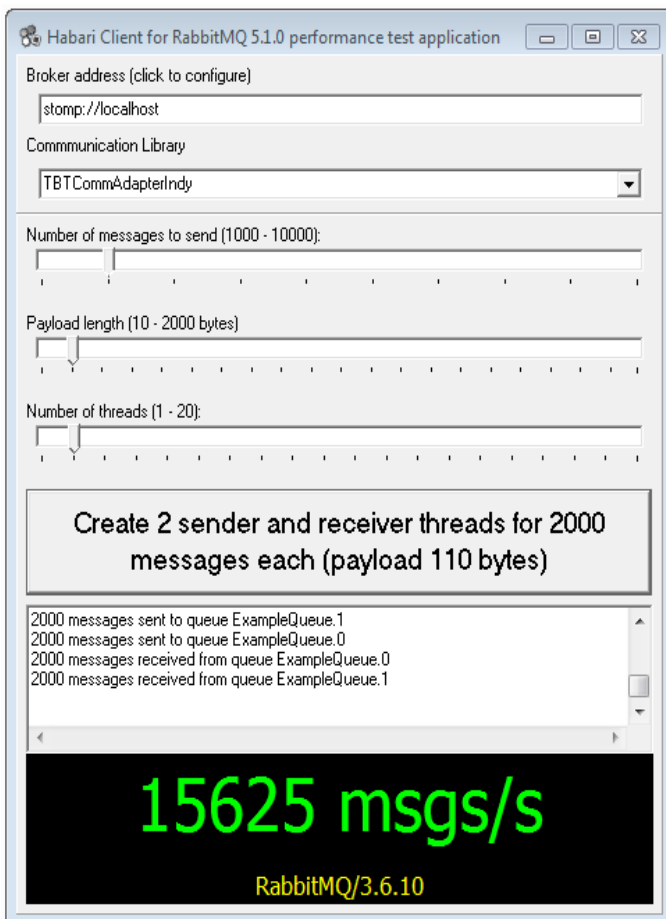 Habari Client for RabbitMQ 5.1.0 performance test application
Broker address (click to configure)
stomp://localhost
Commmunication Library
TBTCommAdapterIndy
Number of messages to send (1000 - 10000):
Payload length (10 - 2000 bytes)
Number of threads (1 - 20):
Create 2 sender and receiver threads for 2000
messages each (payload 110 bytes)
2000 messages sent to queue ExampleQueue.1
2000 messages sent to queue ExampleQueue.0
2000 messages received from queue ExampleQueue.0
2000 messages received from queue ExampleQueue.1
15625 msgs/s
RabbitMQ/3.6.10